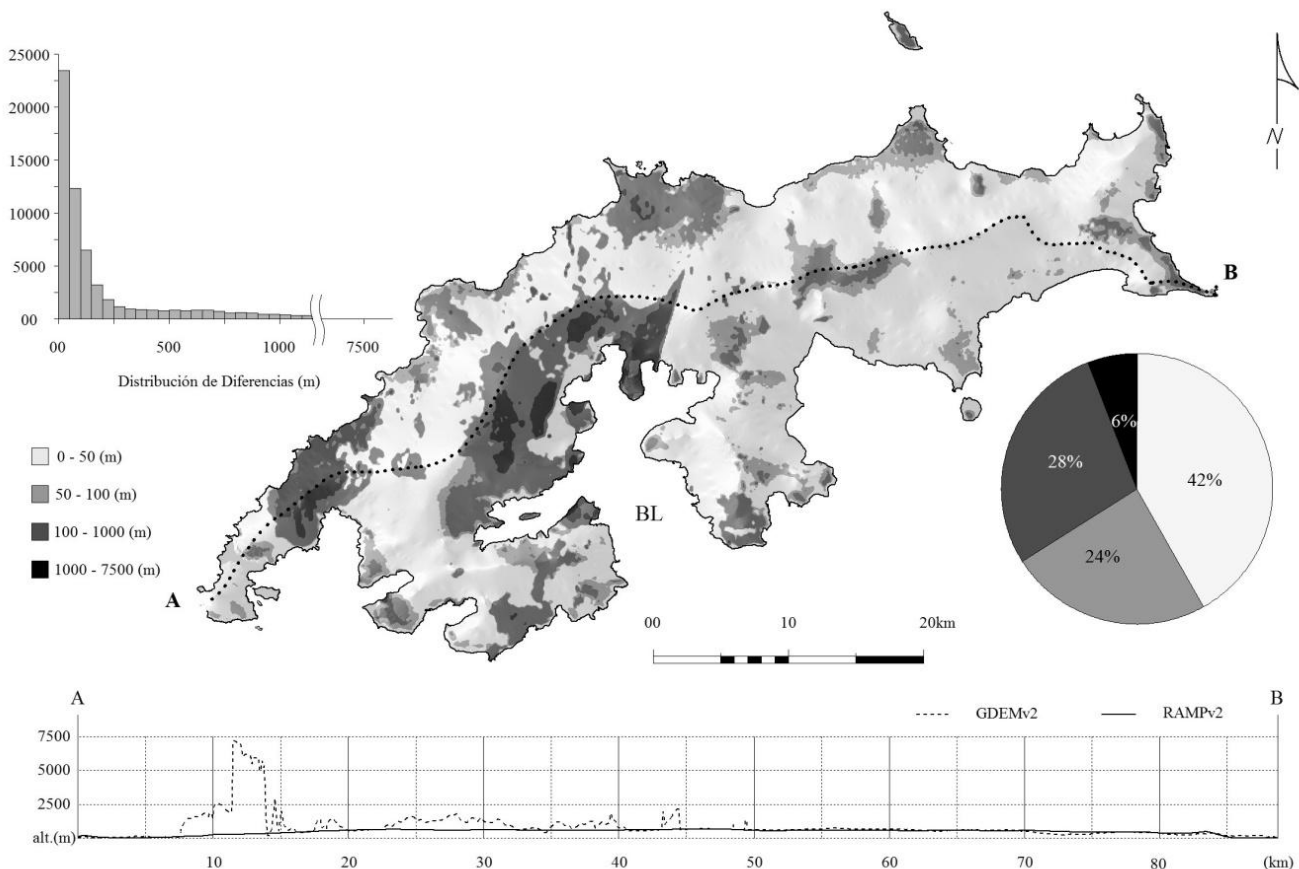 25000
20000
15000
10000
5000
00
00 500 1000 7500
Distribución de Diferencias (m)
0 - 50 (m)
50 - 100 (m)
100 - 1000 (m)
1000 - 7500 (m)
N
A
B
BL
6%
28%
42%
24%
00 10 20km
A B
GDEMv2 RAMPv2
7500
5000
2500
alt.(m)
10 20 30 40 50 60 70 80 (km)